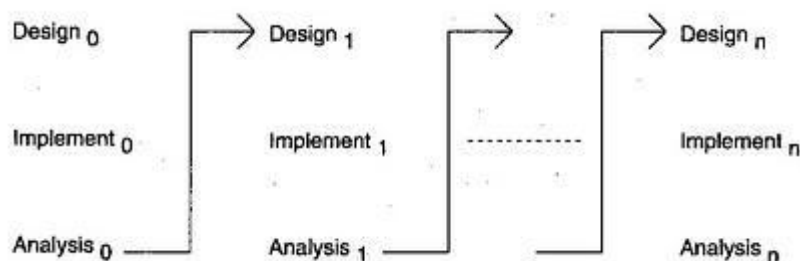 Design 0 Design 1 Design n
Implement 0 Implement 1 Implement n
Analysis 0 Analysis 1 Analysis n